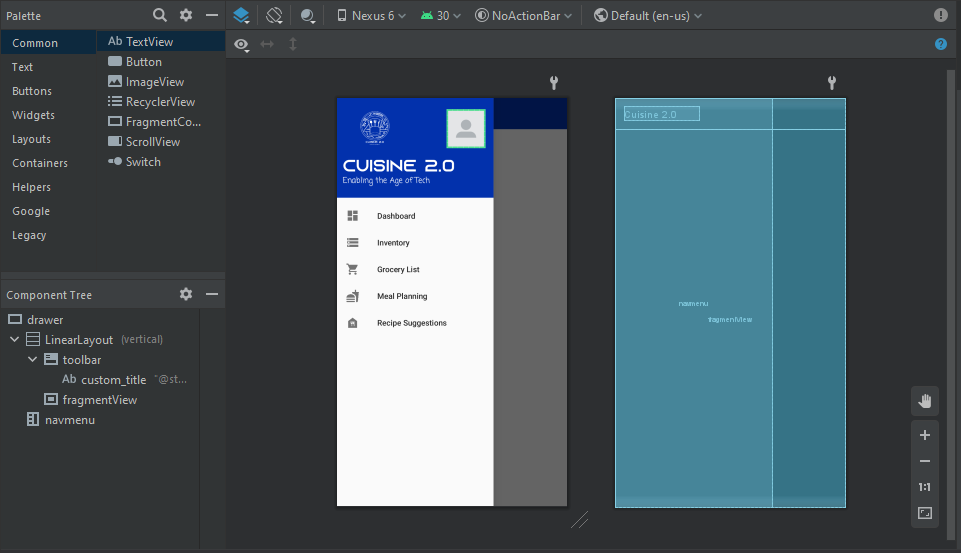 Palette
Nexus 6
30
NoActionBar
Default (en-us)
Common
Text
Buttons
Widgets
Layouts
Containers
Helpers
Google
Legacy
Ab TextView
Button
ImageView
RecyclerView
FragmentCo...
ScrollView
Switch
Component Tree
drawer
LinearLayout (vertical)
toolbar
Ab custom_title "@st...
fragmentView
navmenu
CUISINE 2.0
Enabling the Age of Tech
Dashboard
Inventory
Grocery List
Meal Planning
Recipe Suggestions
Cuisine 2.0
navmenu
fragmentView
1:1